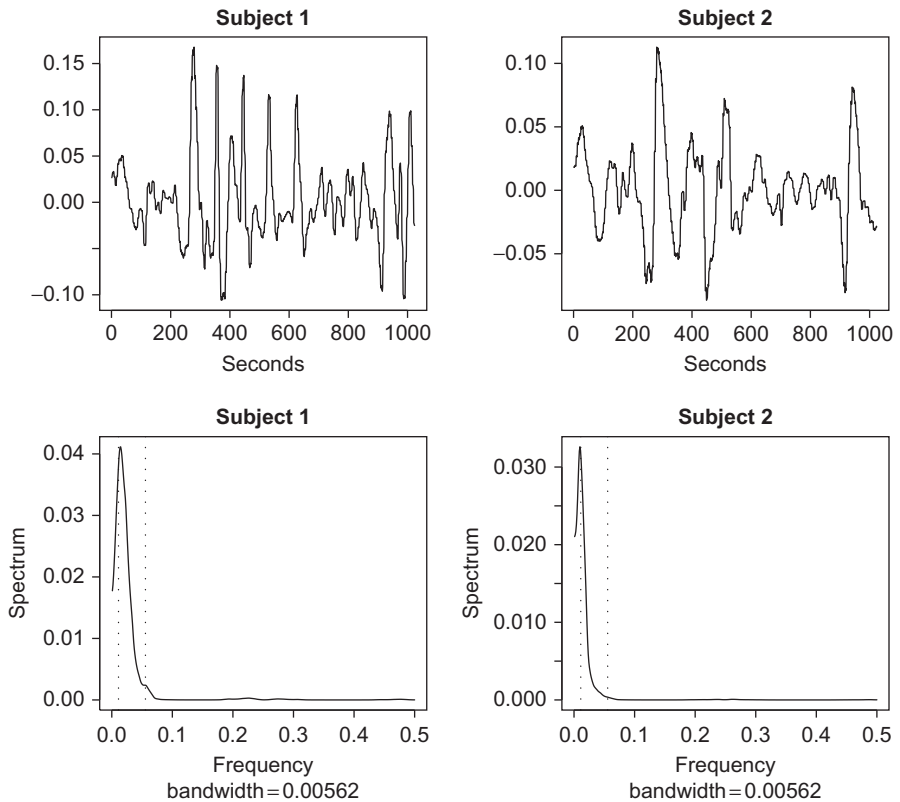 Subject 1
0.15
0.10
0.05
0.00
−0.10
0 200 400 600 800 1000
Seconds
Subject 2
0.10
0.05
0.00
−0.05
0 200 400 600 800 1000
Seconds
Subject 1
Spectrum
0.04
0.03
0.02
0.01
0.00
0.0 0.1 0.2 0.3 0.4 0.5
Frequency
bandwidth=0.00562
Subject 2
Spectrum
0.030
0.020
0.010
0.000
0.0 0.1 0.2 0.3 0.4 0.5
Frequency
bandwidth=0.00562